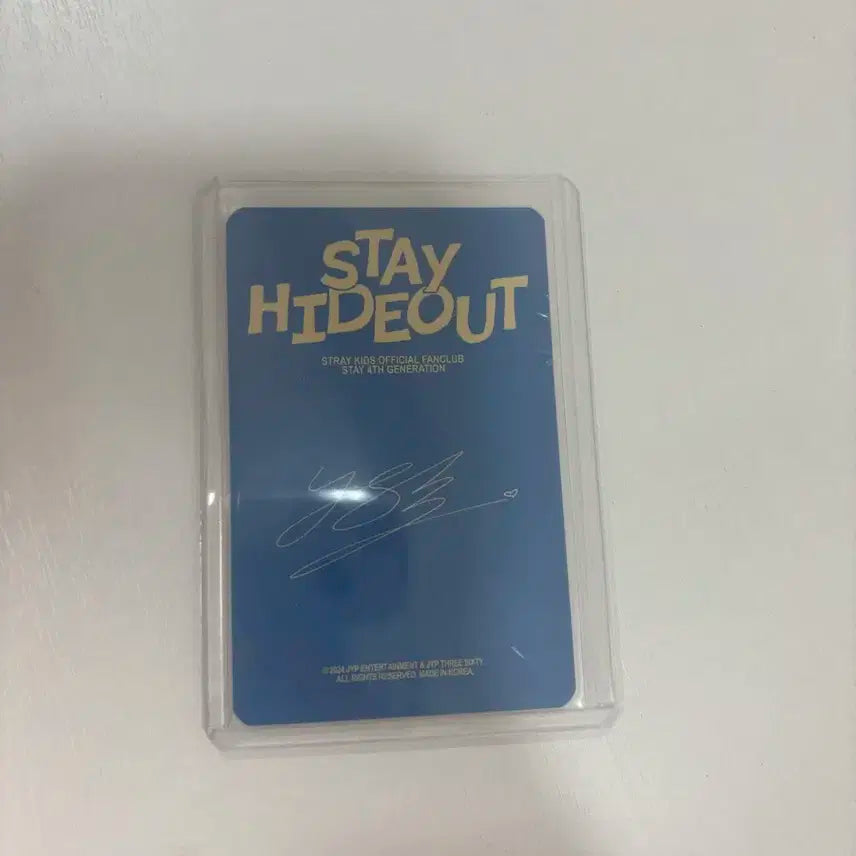 STAY
HIDEOUT
STRAY KIDS OFFICIAL FANCLUB
STAY 4TH GENERATION
©2024 JYP ENTERTAINMENT & JYP THREE SIXTY.
ALL RIGHTS RESERVED. MADE IN KOREA.